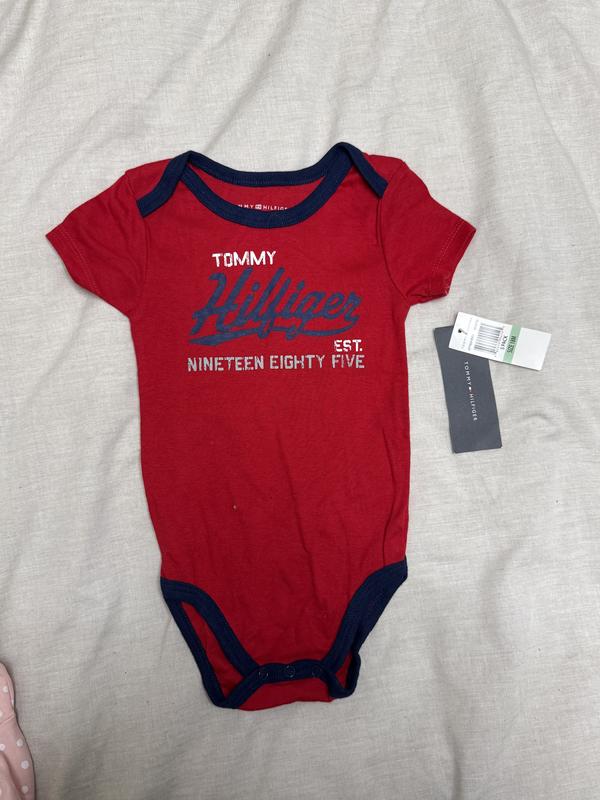 TOMMY HILFIGER
TOMMY
Hilfiger
EST.
NINETEEN EIGHTY FIVE
TOMMY HILFIGER